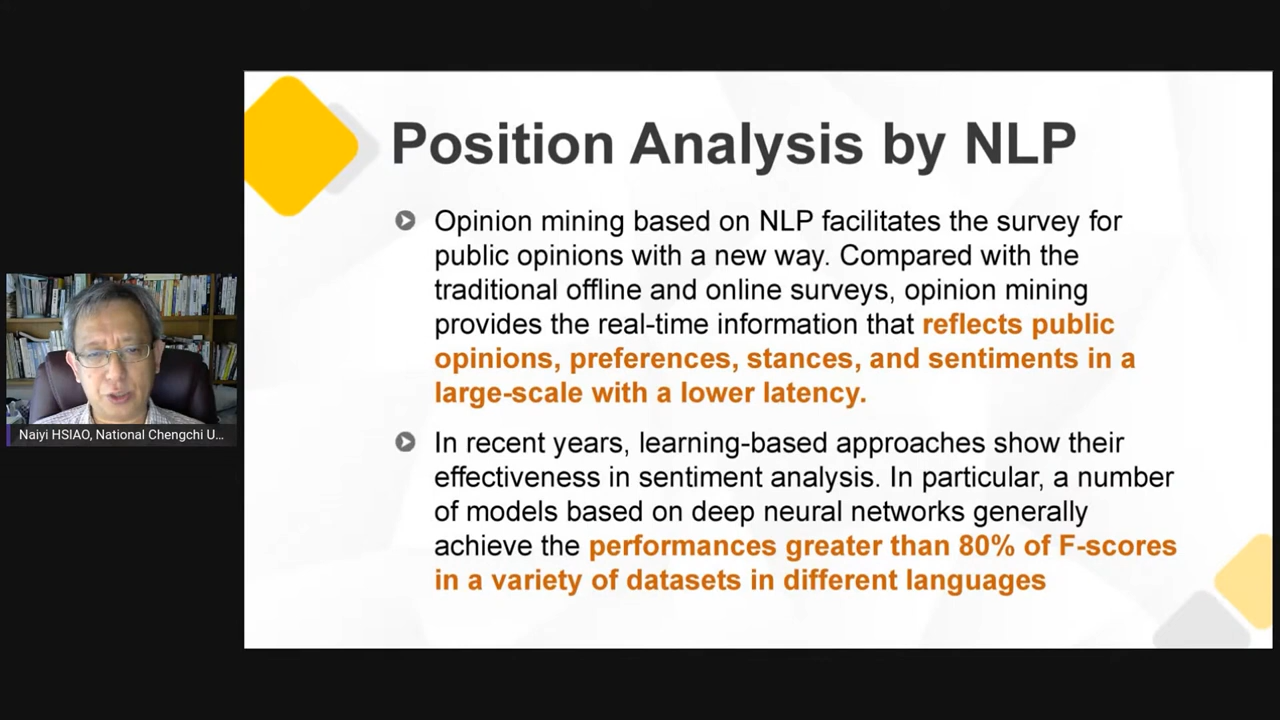 Position Analysis by NLP
Opinion mining based on NLP facilitates the survey for
public opinions with a new way. Compared with the
traditional offline and online surveys, opinion mining
provides the real-time information that reflects public
opinions, preferences, stances, and sentiments in a
large-scale with a lower latency.
In recent years, learning-based approaches show their
effectiveness in sentiment analysis. In particular, a number
of models based on deep neural networks generally
achieve the performances greater than 80% of F-scores
in a variety of datasets in different languages
Naiyi HSIAO, National Chengchi U...